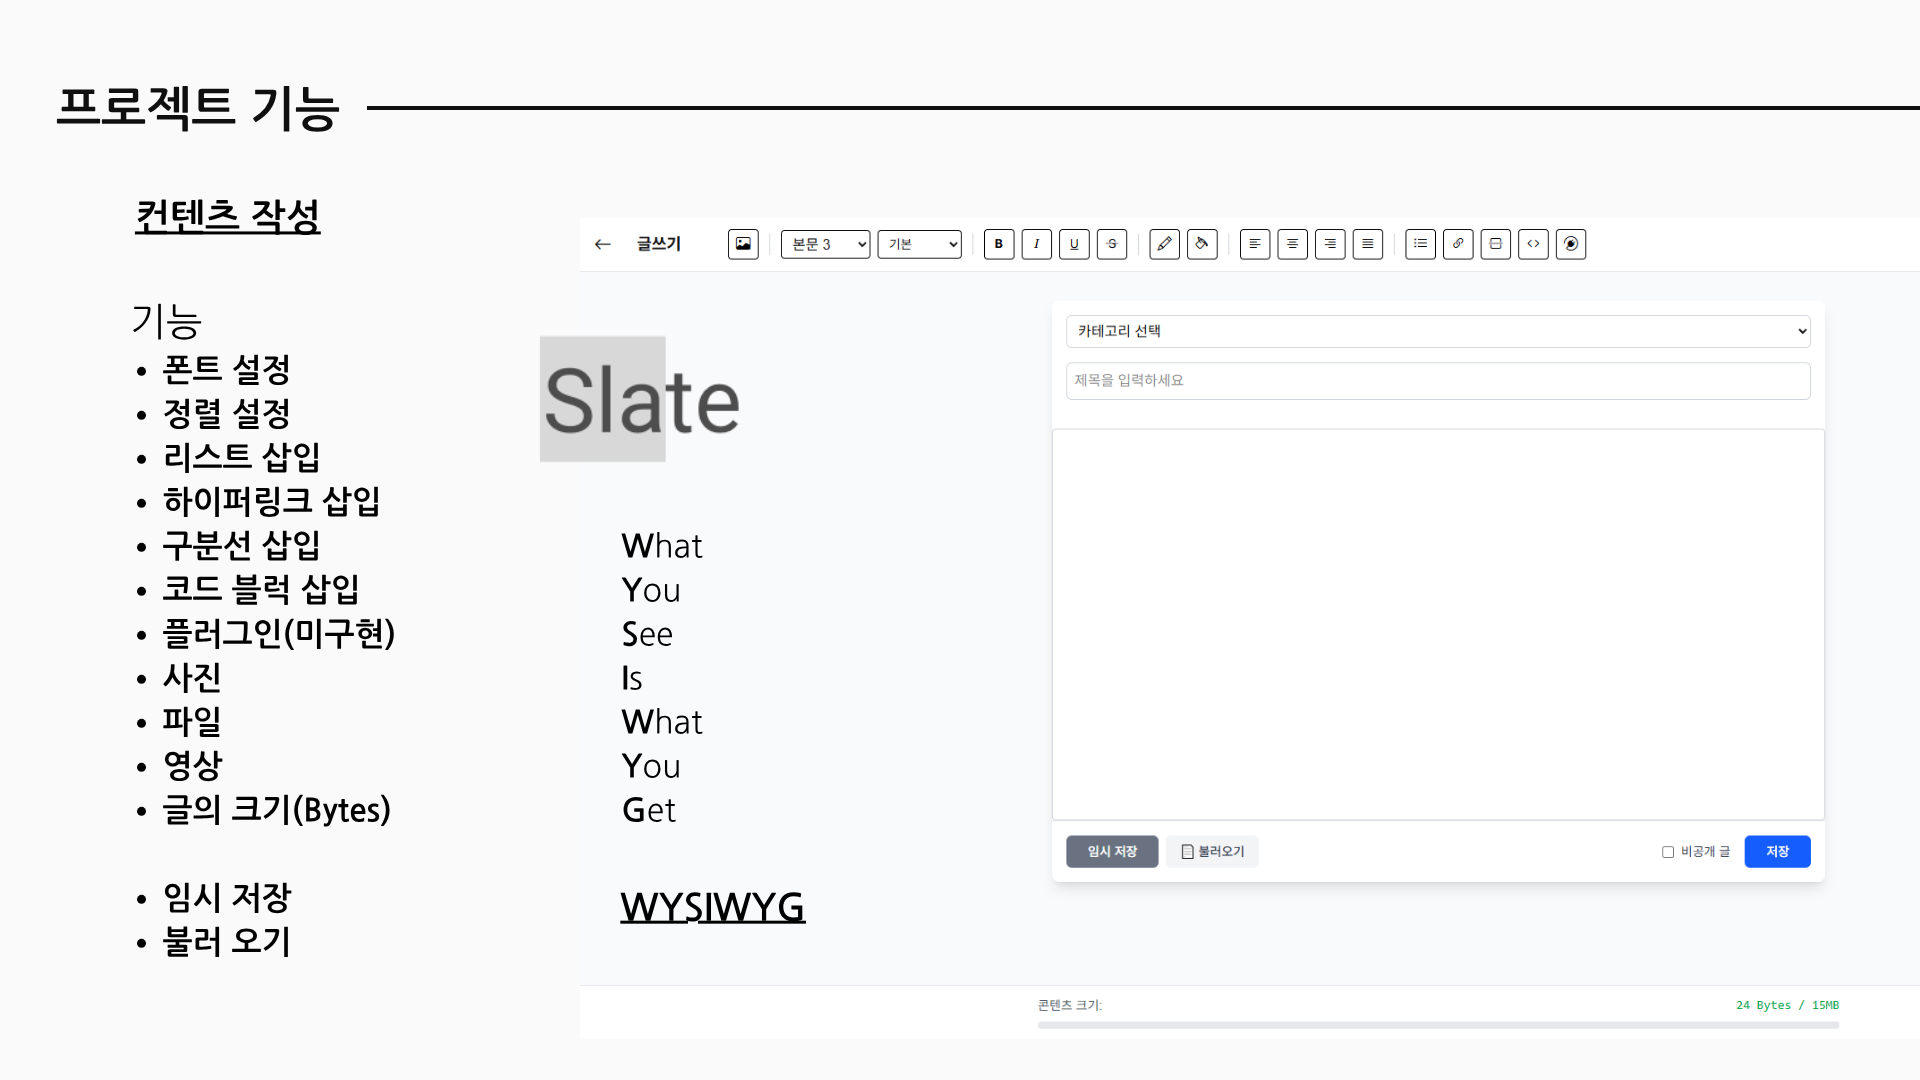 프로젝트 기능
컨텐츠 작성
기능
• 폰트 설정
• 정렬 설정
• 리스트 삽입
• 하이퍼링크 삽입
• 구분선 삽입
• 코드 블럭 삽입
• 플러그인(미구현)
• 사진
• 파일
• 영상
• 글의 크기(Bytes)
• 임시 저장
• 불러 오기
Slate
What
You
See
Is
What
You
Get
WYSIWYG
← 글쓰기 본문 3 기본 B I U S
카테고리 선택
제목을 입력하세요
임시 저장 불러오기 비공개 글 저장
콘텐츠 크기: 24 Bytes / 15MB